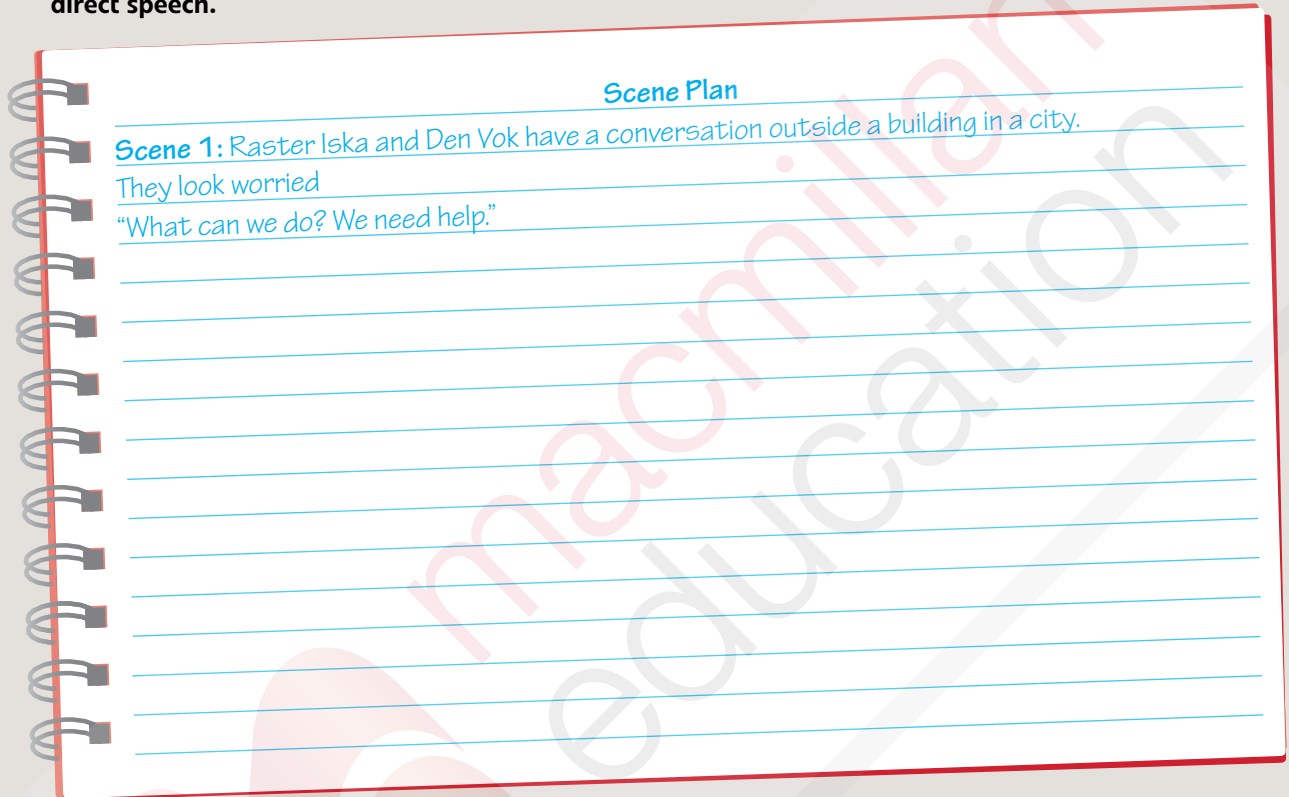 direct speech.
Scene Plan
Scene 1: Raster Iska and Den Vok have a conversation outside a building in a city.
They look worried
“What can we do? We need help.”
macmillan
education